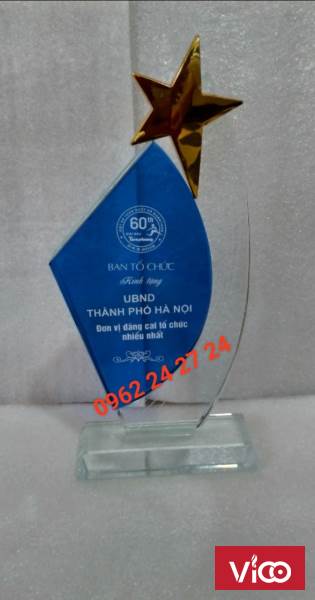 60th
BAN TỔ CHỨC
Kính tặng
UBND
THÀNH PHỐ HÀ NỘI
Đơn vị đăng cai tổ chức
nhiều nhất
0962 24 27 24
Vico